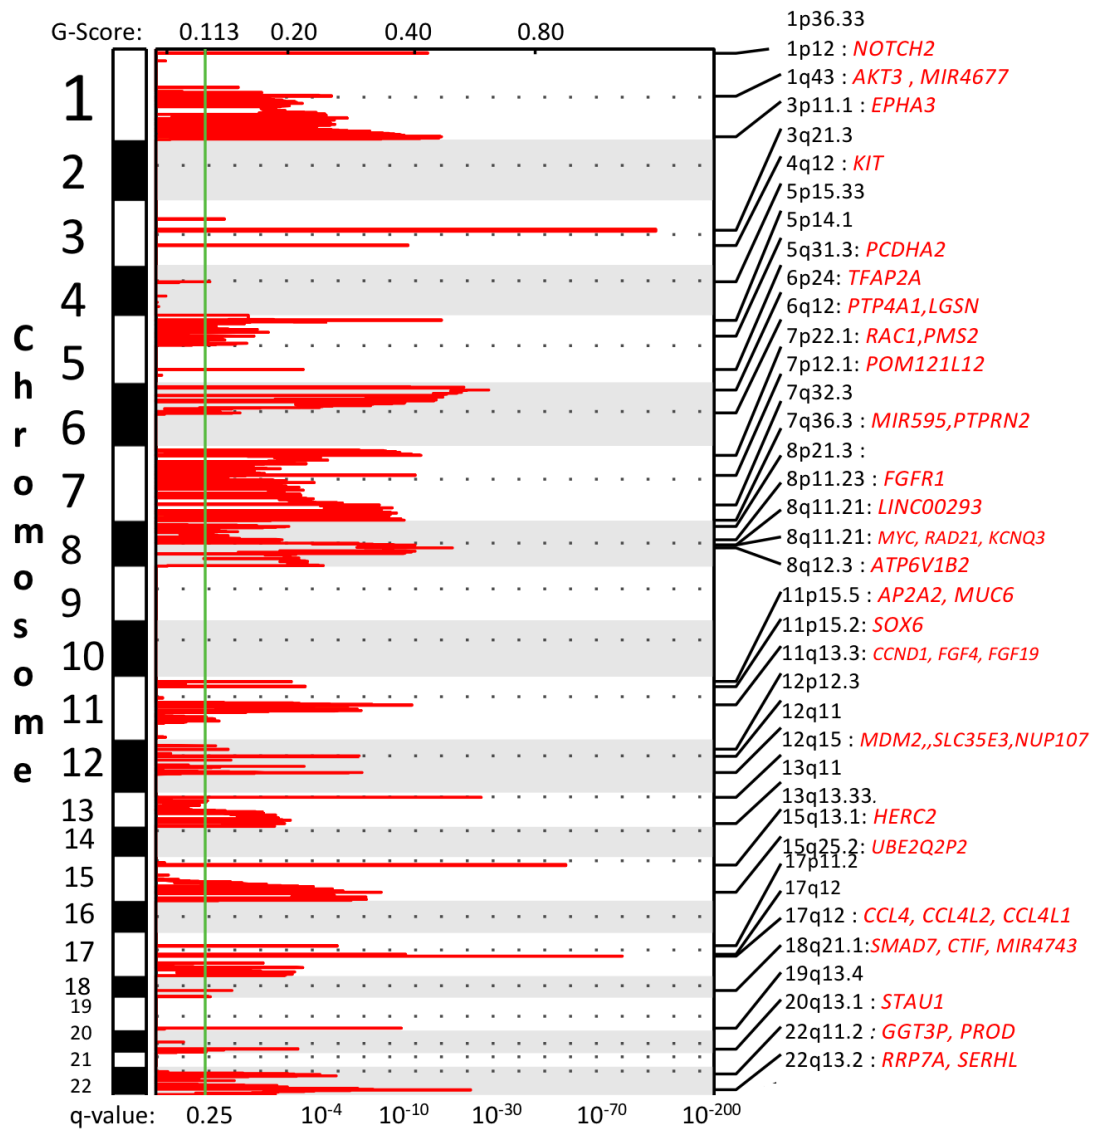 G-Score: 0.113 0.20 0.40 0.80
Chromosome
1
2
3
4
5
6
7
8
9
10
11
12
13
14
15
16
17
18
19
20
21
22
q-value: 0.25 10-4 10-10 10-30 10-70 10-200
1p36.33
1p12 : NOTCH2
1q43 : AKT3 , MIR4677
3p11.1 : EPHA3
3q21.3
4q12 : KIT
5p15.33
5p14.1
5q31.3: PCDHA2
6p24: TFAP2A
6q12: PTP4A1,LGSN
7p22.1: RAC1,PMS2
7p12.1: POM121L12
7q32.3
7q36.3 : MIR595,PTPRN2
8p21.3 :
8p11.23 : FGFR1
8q11.21 : LINC00293
8q11.21: MYC, RAD21, KCNQ3
8q12.3 : ATP6V1B2
11p15.5 : AP2A2, MUC6
11p15.2 : SOX6
11q13.3: CCND1, FGF4, FGF19
12p12.3
12q11
12q15 : MDM2,,SLC35E3,NUP107
13q11
13q13.33.
15q13.1: HERC2
15q25.2: UBE2Q2P2
17p11.2
17q12
17q12 : CCL4, CCL4L2, CCL4L1
18q21.1:SMAD7, CTIF, MIR4743
19q13.4
20q13.1 : STAU1
22q11.2 : GGT3P, PROD
22q13.2 : RRP7A, SERHL